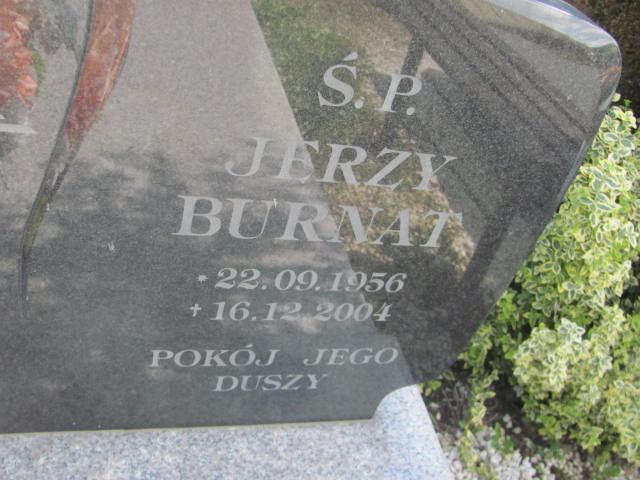 Ś.P.
JERZY
BURNAT
* 22.09.1956
† 16.12.2004
POKÓJ JEGO
DUSZY